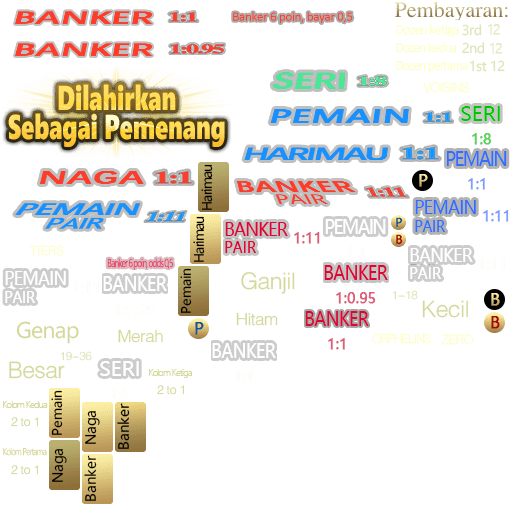 BANKER 1:1
Banker 6 poin, bayar 0,5
Pembayaran:
3rd 12
BANKER 1:0.95
2nd 12
1st 12
SERI 1:8
VOISINS
Dilahirkan
Sebagai Pemenang
PEMAIN 1:1
SERI
1:8
HARIMAU 1:1
PEMAIN
1:1
NAGA 1:1
Harimau
BANKER
PAIR 1:11
P
PEMAIN
PAIR 1:11
PEMAIN
PAIR 1:11
Harimau
BANKER
PAIR 1:11
PEMAIN
P
B
TIERS
BANKER
PAIR
Banker 6 poin, odds 0,5
PEMAIN
PAIR
BANKER
Pemain
Ganjil
BANKER
1:0.95
1–18
Kecil
B
Genap
Merah
P
Hitam
BANKER
1:1
B
ORPHELINS
ZERO
19–36
Besar
SERI
BANKER
Kolom Ketiga
2 to 1
Kolom Kedua
2 to 1
Pemain
Naga
Banker
Kolom Pertama
2 to 1
Naga
Banker